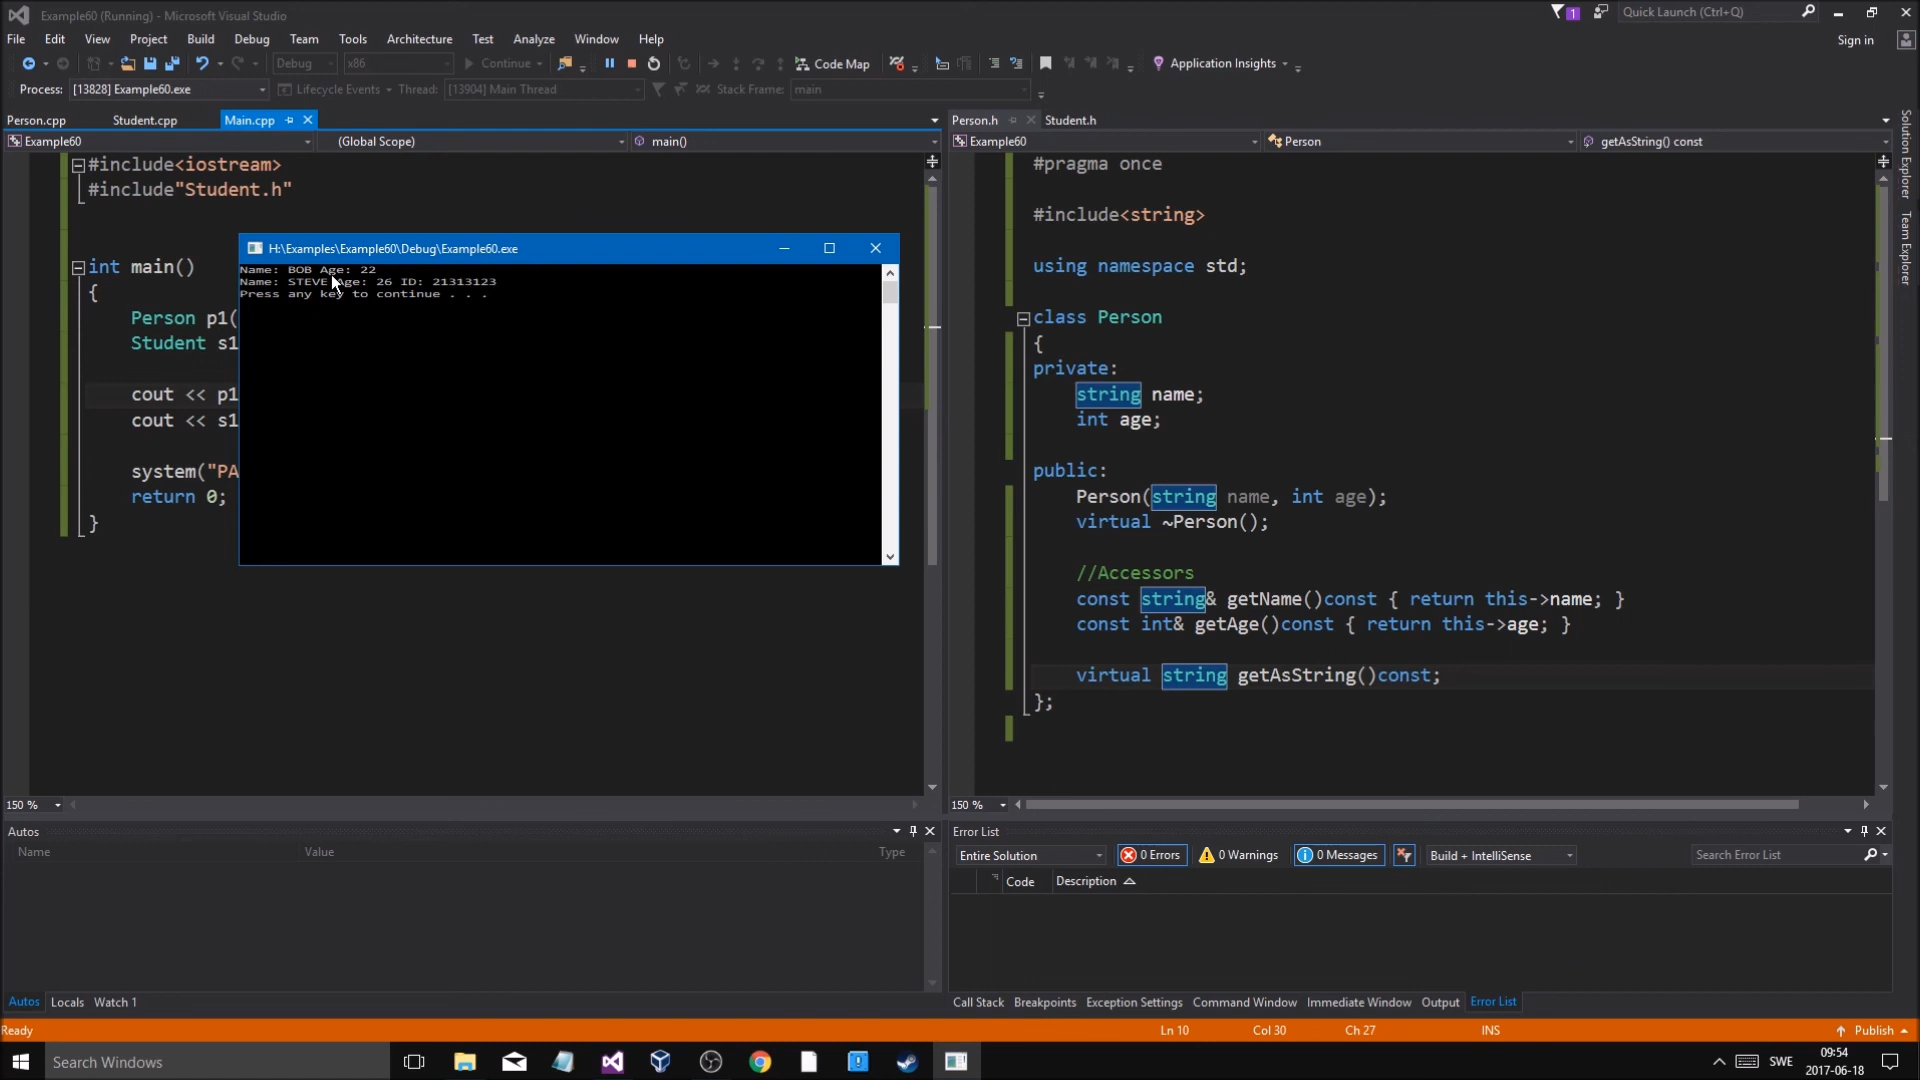 Example60 (Running) - Microsoft Visual Studio
1
Quick Launch (Ctrl+Q)
File Edit View Project Build Debug Team Tools Architecture Test Analyze Window Help
Sign in
Debug x86 Continue Code Map Application Insights
Process: [13828] Example60.exe Lifecycle Events Thread: [13904] Main Thread Stack Frame: main
Person.cpp Student.cpp Main.cpp
Example60 (Global Scope) main()
#include<iostream>
#include"Student.h"
int main()
{
Person p1(
Student s1
cout << p1
cout << s1
system("PA
return 0;
}
H:\Examples\Example60\Debug\Example60.exe
Name: BOB Age: 22
Name: STEVE Age: 26 ID: 21313123
Press any key to continue . . .
Person.h Student.h
Example60 Person getAsString() const
#pragma once
#include<string>
using namespace std;
class Person
{
private:
string name;
int age;
public:
Person(string name, int age);
virtual ~Person();
//Accessors
const string& getName()const { return this->name; }
const int& getAge()const { return this->age; }
virtual string getAsString()const;
};
Solution Explorer
Team Explorer
150 %
150 %
Autos
Name Value Type
Autos Locals Watch 1
Error List
Entire Solution 0 Errors 0 Warnings 0 Messages Build + IntelliSense Search Error List
Code Description
Call Stack Breakpoints Exception Settings Command Window Immediate Window Output Error List
Ready Ln 10 Col 30 Ch 27 INS Publish
Search Windows
SWE
09:54
2017-06-18